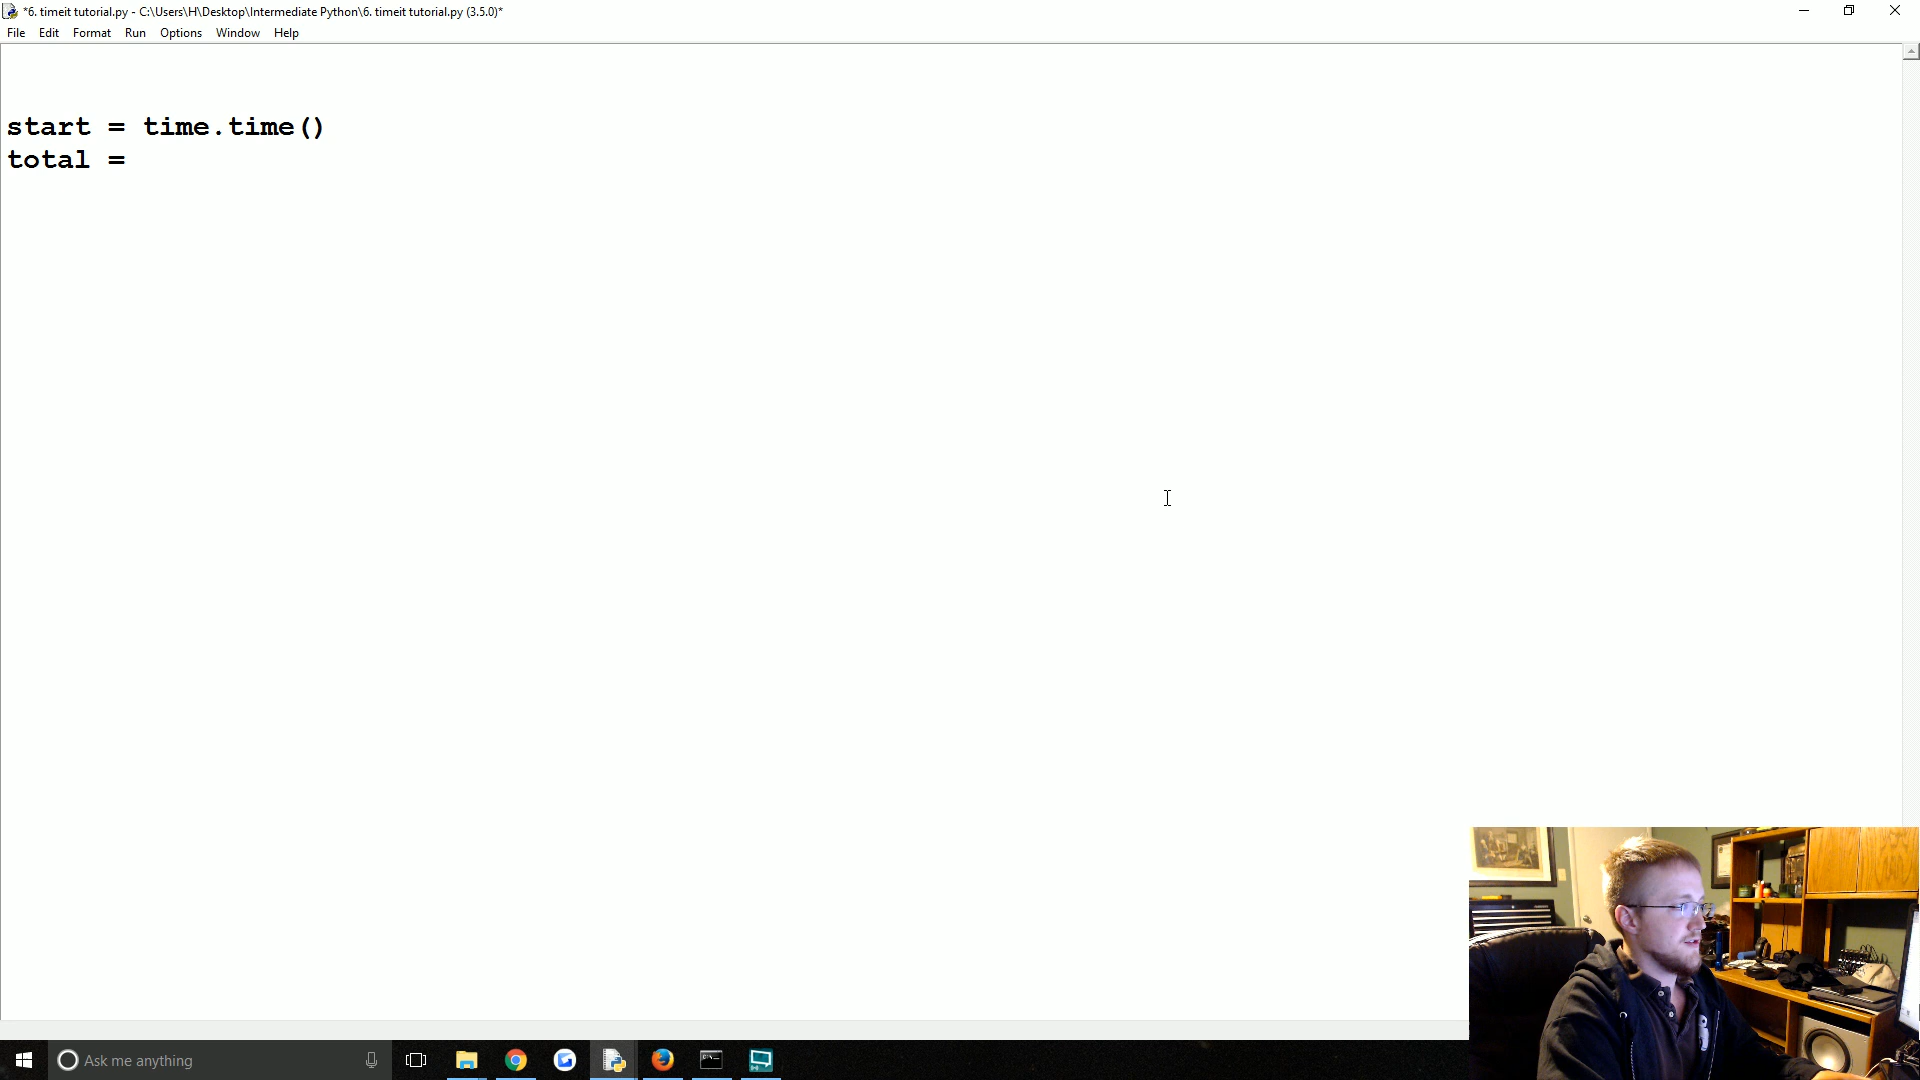 *6. timeit tutorial.py - C:\Users\H\Desktop\Intermediate Python\6. timeit tutorial.py (3.5.0)*
File Edit Format Run Options Window Help
start = time.time()
total =
Ask me anything